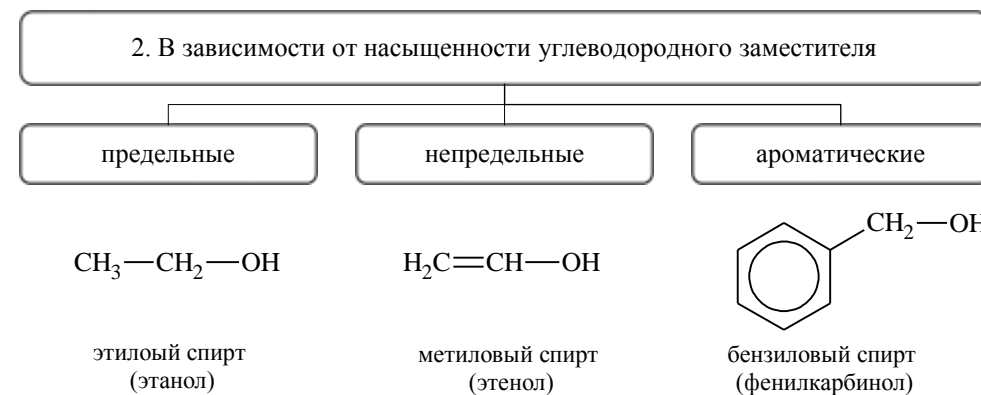 2. В зависимости от насыщенности углеводородного заместителя
предельные
непредельные
ароматические
CH₃—CH₂—OH
H₂C=CH—OH
CH₂—OH
этилоый спирт
(этанол)
метиловый спирт
(этенол)
бензиловый спирт
(фенилкарбинол)